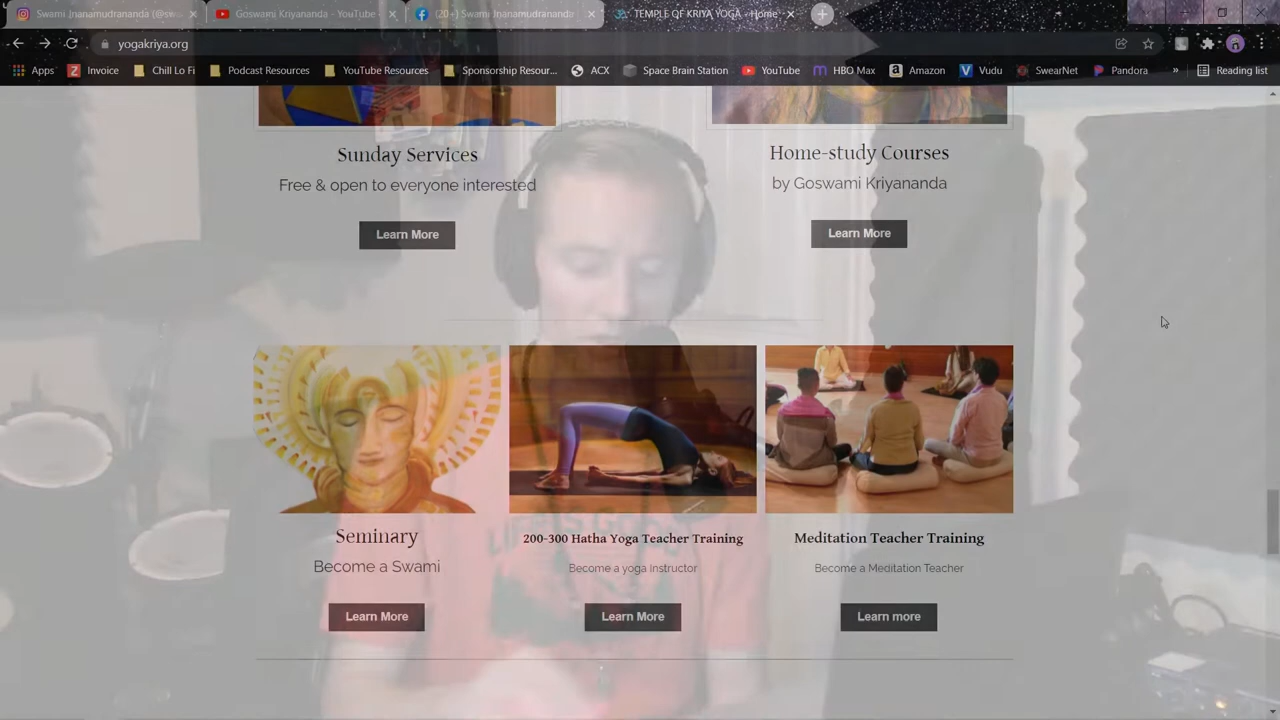 Swami Jnanamudrananda (@sw
Goswami Kriyananda - YouTube
(20+) Swami Jnanamudrananda
TEMPLE OF KRIYA YOGA - Home
yogakriya.org
Apps
Invoice
Chill Lo Fi
Podcast Resources
YouTube Resources
Sponsorship Resour...
ACX
Space Brain Station
YouTube
HBO Max
Amazon
Vudu
SwearNet
Pandora
»
Reading list
Sunday Services
Free & open to everyone interested
Learn More
Home-study Courses
by Goswami Kriyananda
Learn More
Seminary
Become a Swami
Learn More
200-300 Hatha Yoga Teacher Training
Become a yoga instructor
Learn More
Meditation Teacher Training
Become a Meditation Teacher
Learn more
LIFE IS GOOD